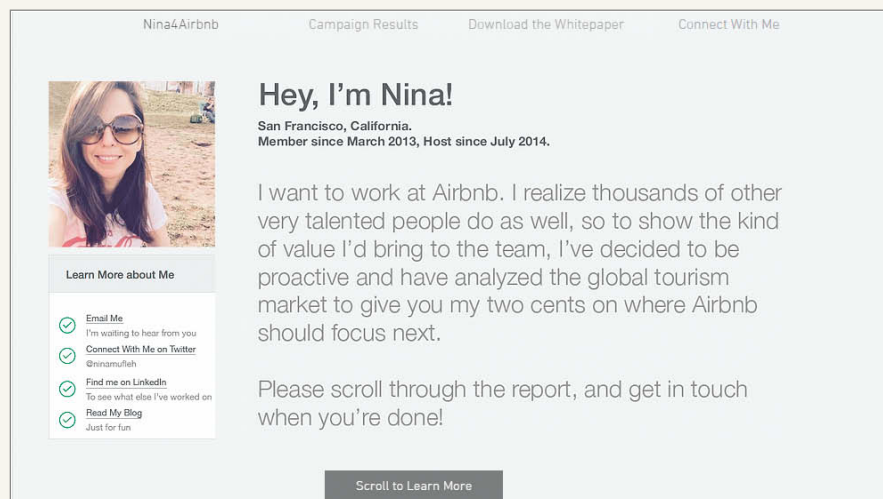 Nina4Airbnb Campaign Results Download the Whitepaper Connect With Me
Hey, I'm Nina!
San Francisco, California.
Member since March 2013, Host since July 2014.
I want to work at Airbnb. I realize thousands of other
very talented people do as well, so to show the kind
of value I'd bring to the team, I've decided to be
proactive and have analyzed the global tourism
market to give you my two cents on where Airbnb
should focus next.
Please scroll through the report, and get in touch
when you're done!
Learn More about Me
Email Me
I'm waiting to hear from you
Connect With Me on Twitter
@ninamufleh
Find me on LinkedIn
To see what else I've worked on
Read My Blog
Just for fun
Scroll to Learn More